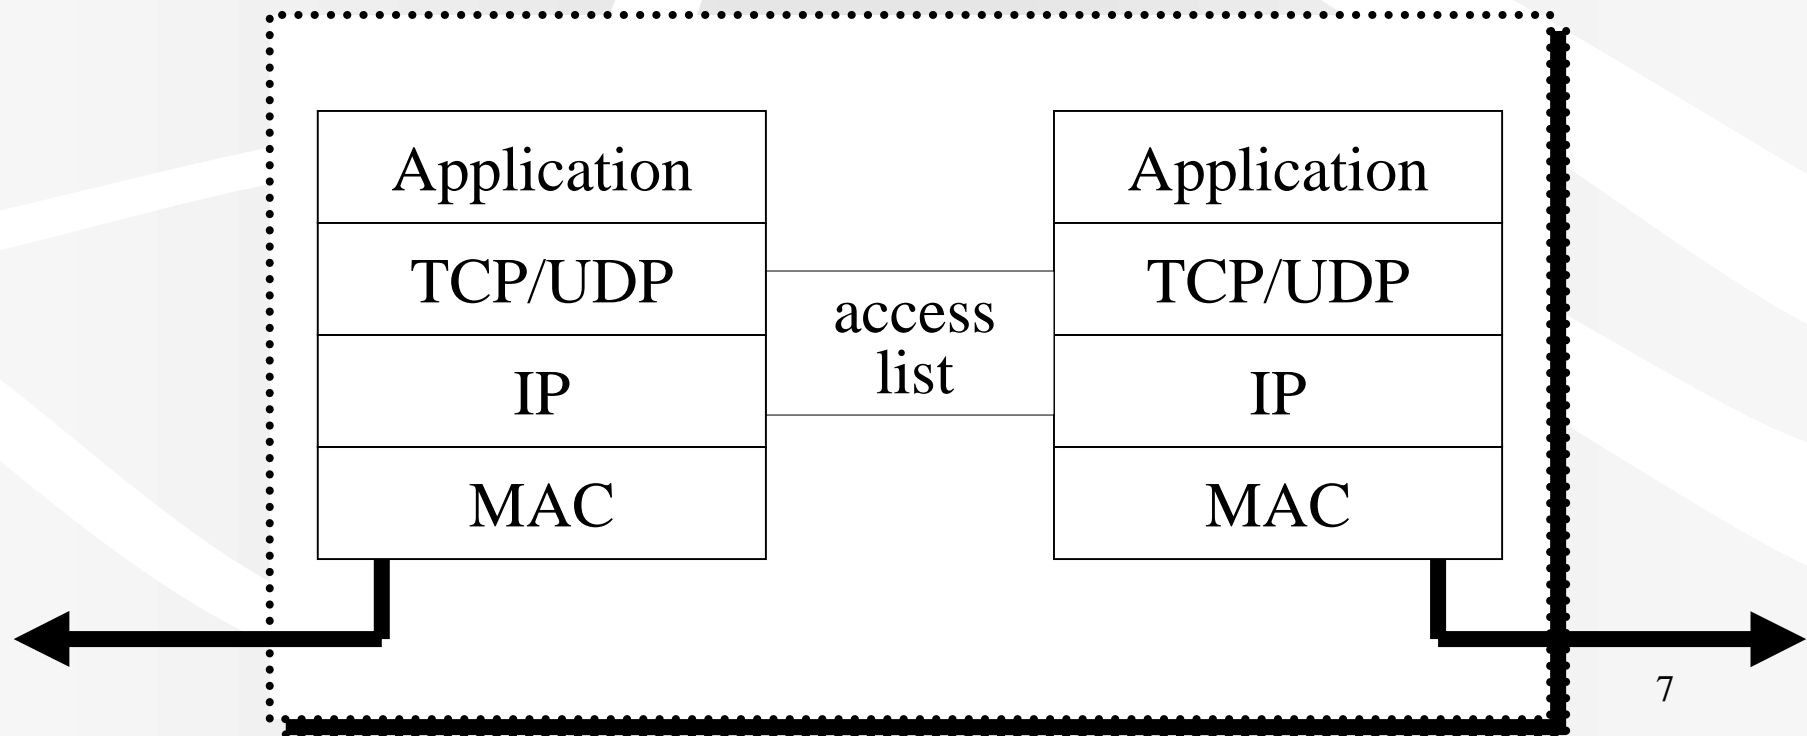 Application
TCP/UDP
IP
MAC
access
list
Application
TCP/UDP
IP
MAC
7